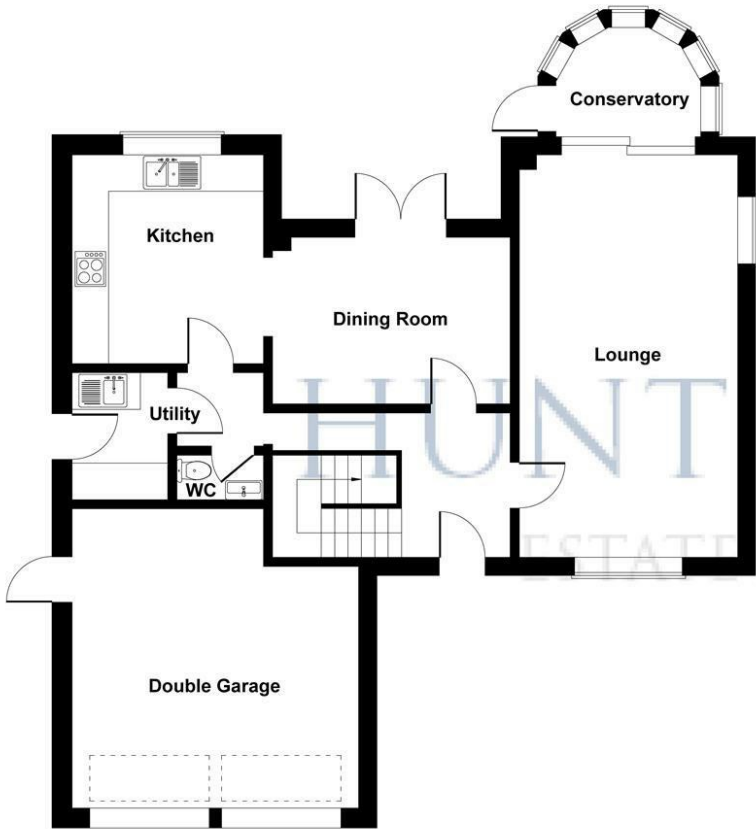 Conservatory
Kitchen
Dining Room
Lounge
Utility
HUNT
WC
ESTATE
Double Garage